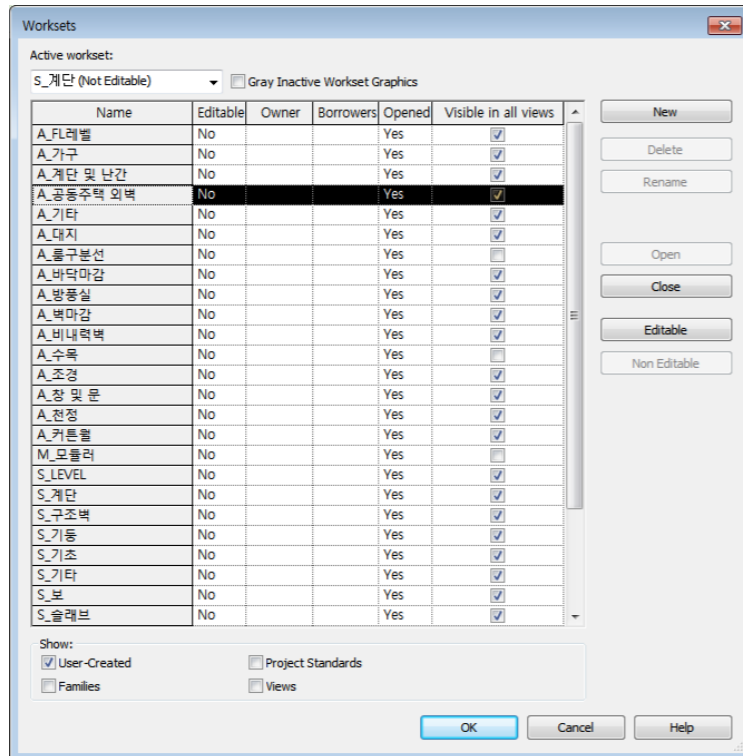 Worksets
Active workset:
S_계단 (Not Editable)
Gray Inactive Workset Graphics
Name Editable Owner Borrowers Opened Visible in all views
A_FL레벨 No Yes
A_가구 No Yes
A_계단 및 난간 No Yes
A_공동주택 외벽 No Yes
A_기타 No Yes
A_대지 No Yes
A_룸구분선 No Yes
A_바닥마감 No Yes
A_방풍실 No Yes
A_벽마감 No Yes
A_비내력벽 No Yes
A_수목 No Yes
A_조경 No Yes
A_창 및 문 No Yes
A_천정 No Yes
A_커튼월 No Yes
M_모듈러 No Yes
S_LEVEL No Yes
S_계단 No Yes
S_구조벽 No Yes
S_기둥 No Yes
S_기초 No Yes
S_기타 No Yes
S_보 No Yes
S_슬래브 No Yes
New
Delete
Rename
Open
Close
Editable
Non Editable
Show:
User-Created Project Standards
Families Views
OK Cancel Help